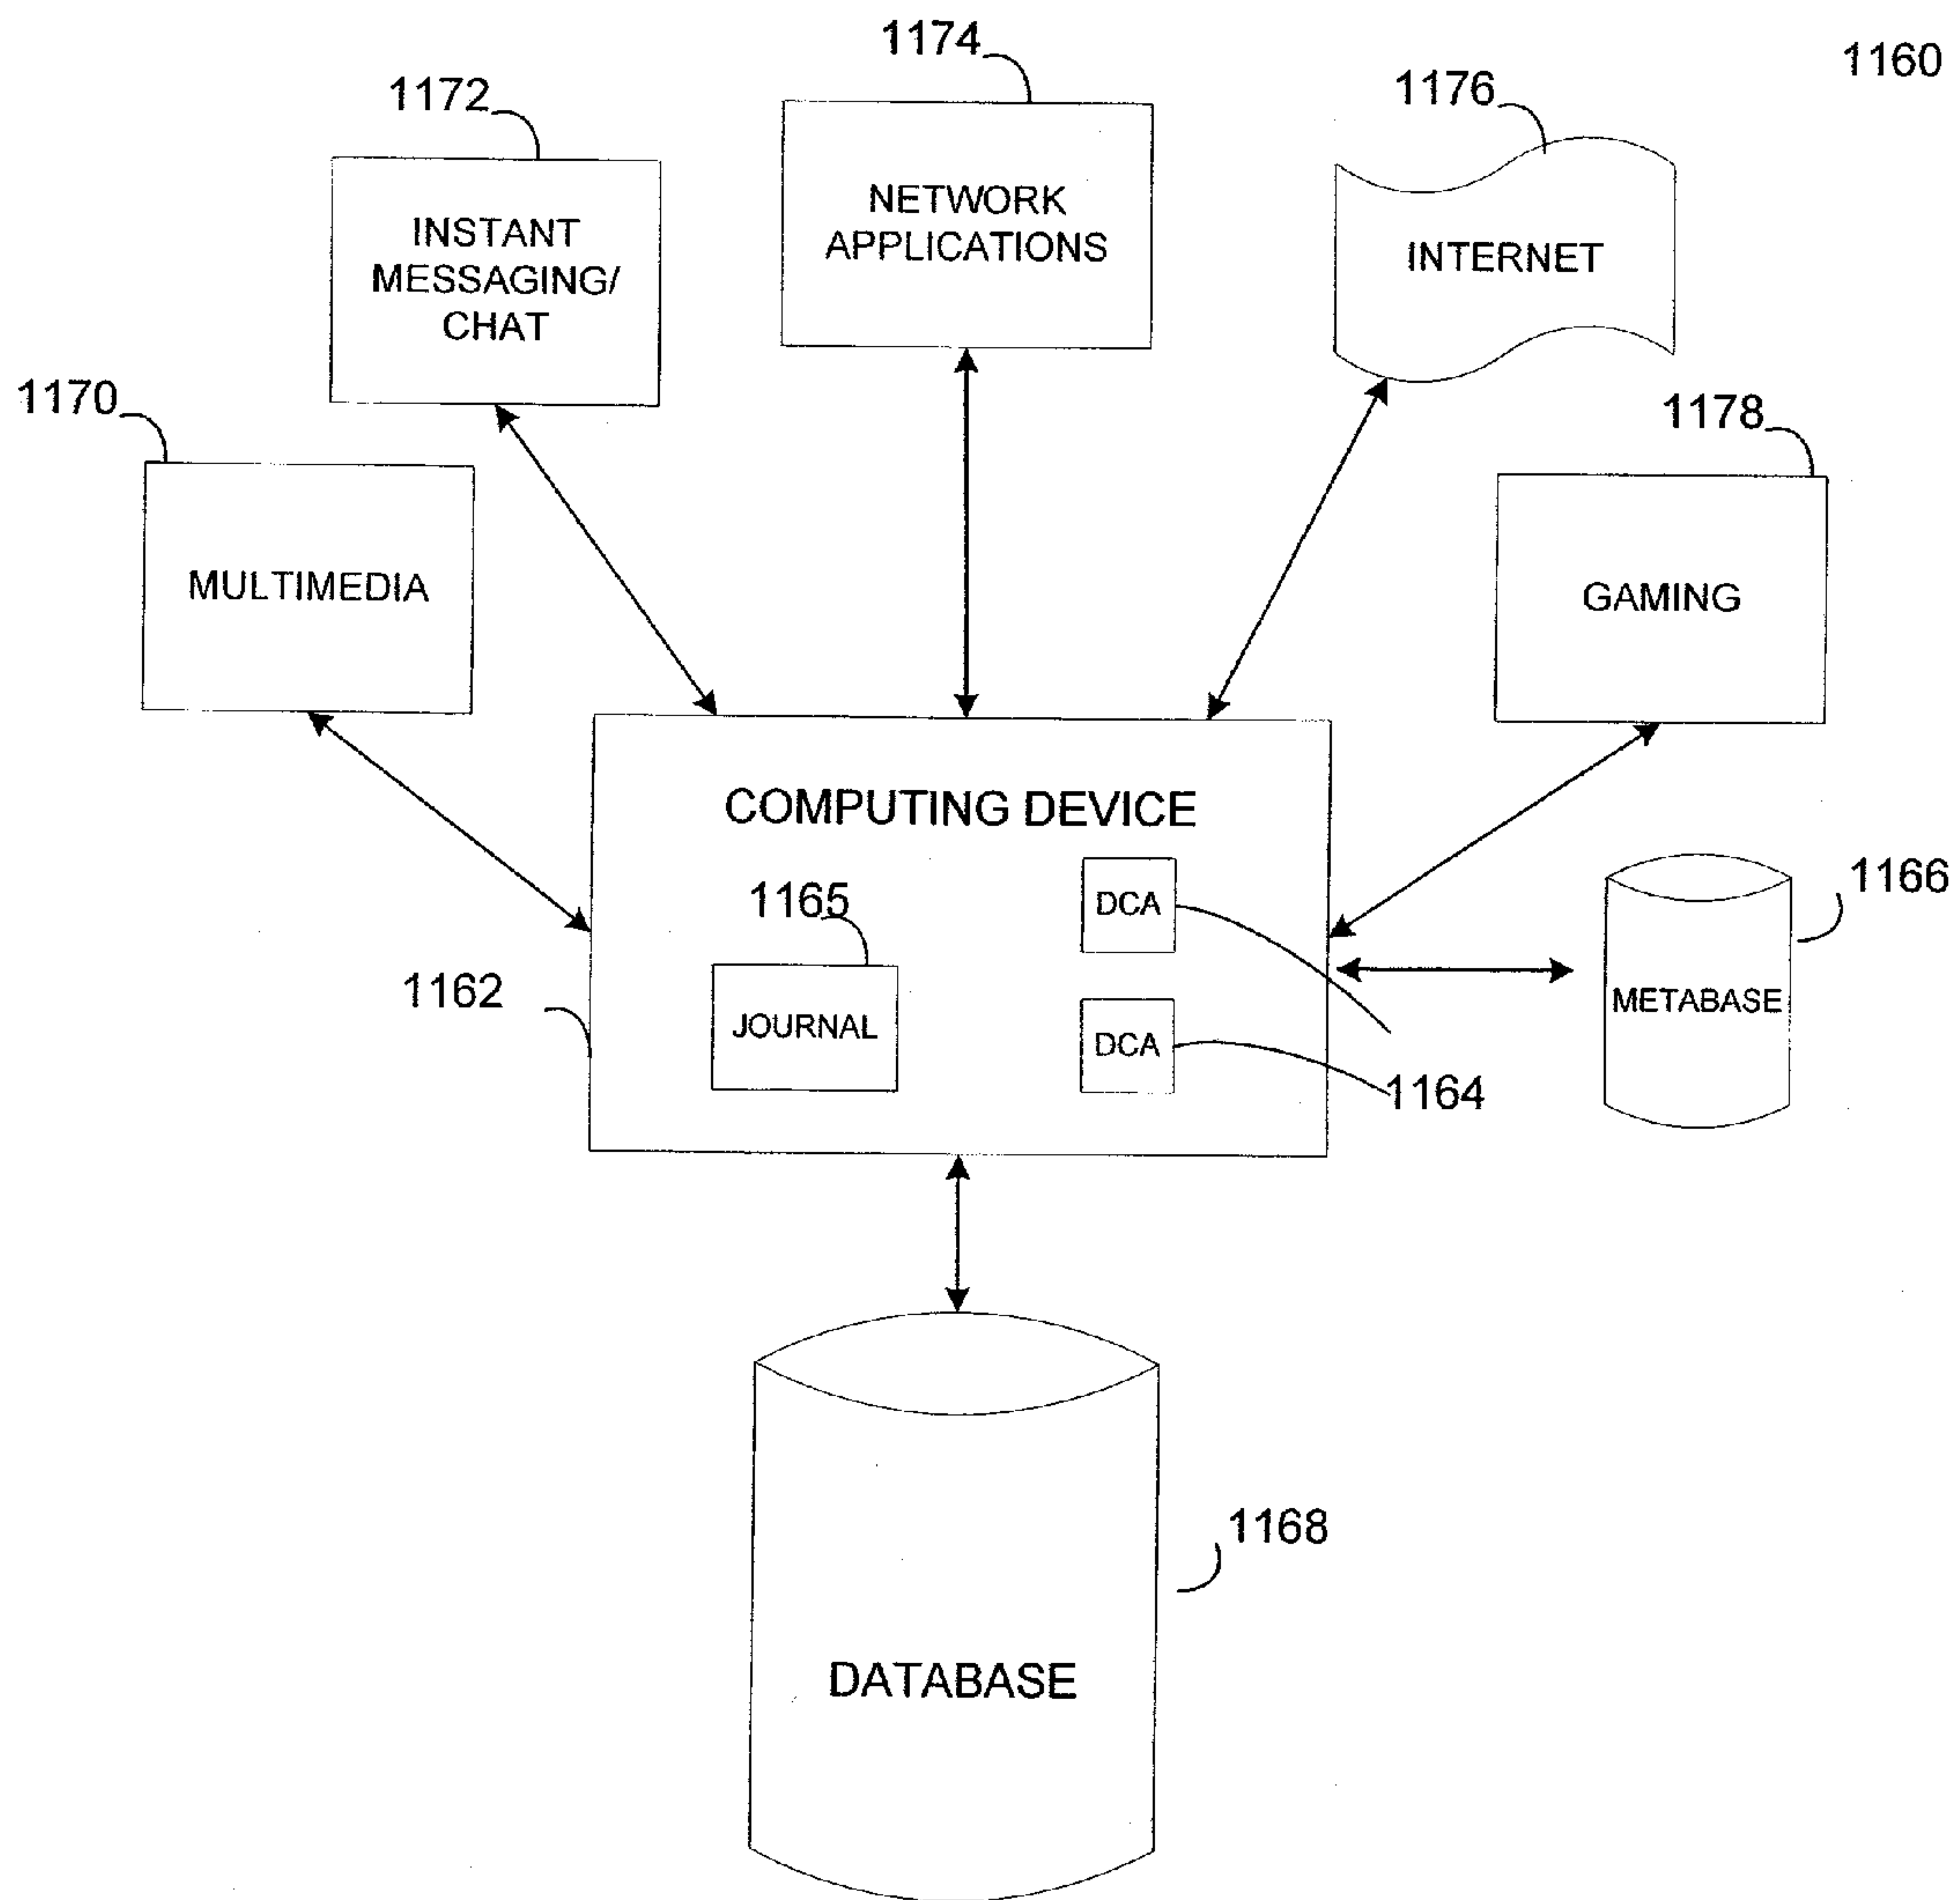 1174
1160
1172
1176
NETWORK
APPLICATIONS
INSTANT
MESSAGING/
CHAT
INTERNET
1170
1178
MULTIMEDIA
GAMING
COMPUTING DEVICE
1166
1165
DCA
1162
METABASE
JOURNAL
DCA
1164
1168
DATABASE